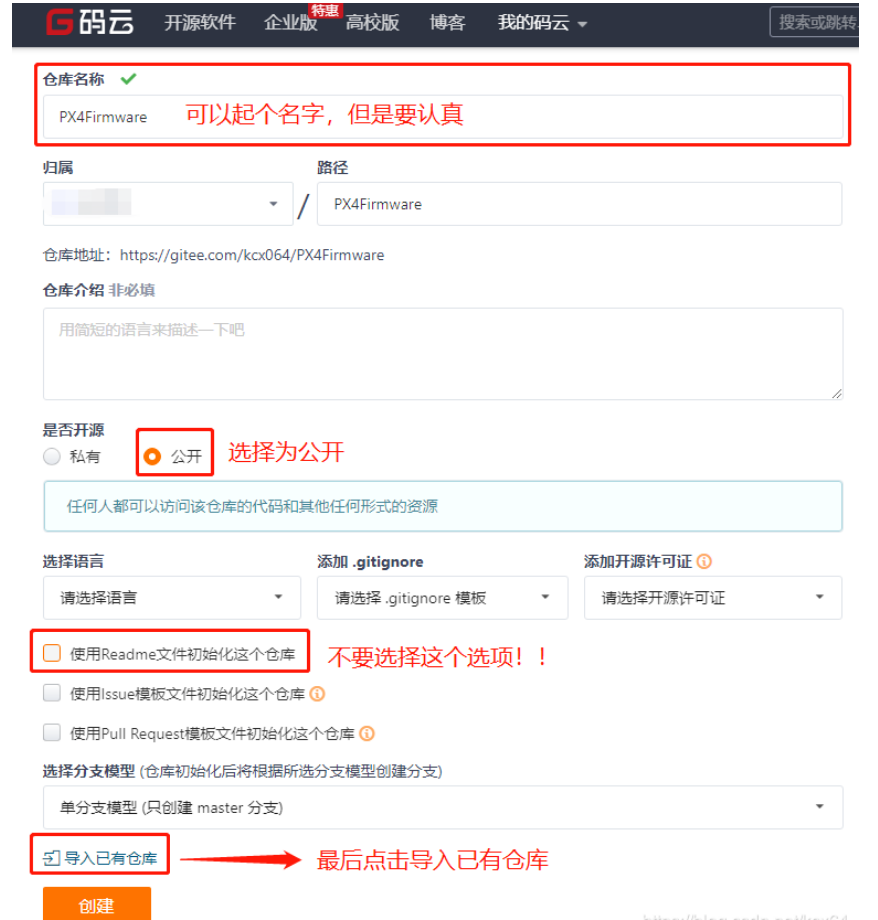 码云 开源软件 企业版 特惠 高校版 博客 我的码云 搜索或跳转
仓库名称
PX4Firmware 可以起个名字，但是要认真
归属 路径
/ PX4Firmware
仓库地址：https://gitee.com/kcx064/PX4Firmware
仓库介绍 非必填
用简短的语言来描述一下吧
是否开源
私有 公开 选择为公开
任何人都可以访问该仓库的代码和其他任何形式的资源
选择语言 添加 .gitignore 添加开源许可证
请选择语言 请选择 .gitignore 模板 请选择开源许可证
使用Readme文件初始化这个仓库 不要选择这个选项！！
使用Issue模板文件初始化这个仓库
使用Pull Request模板文件初始化这个仓库
选择分支模型 (仓库初始化后将根据所选分支模型创建分支)
单分支模型 (只创建 master 分支)
导入已有仓库 最后点击导入已有仓库
创建